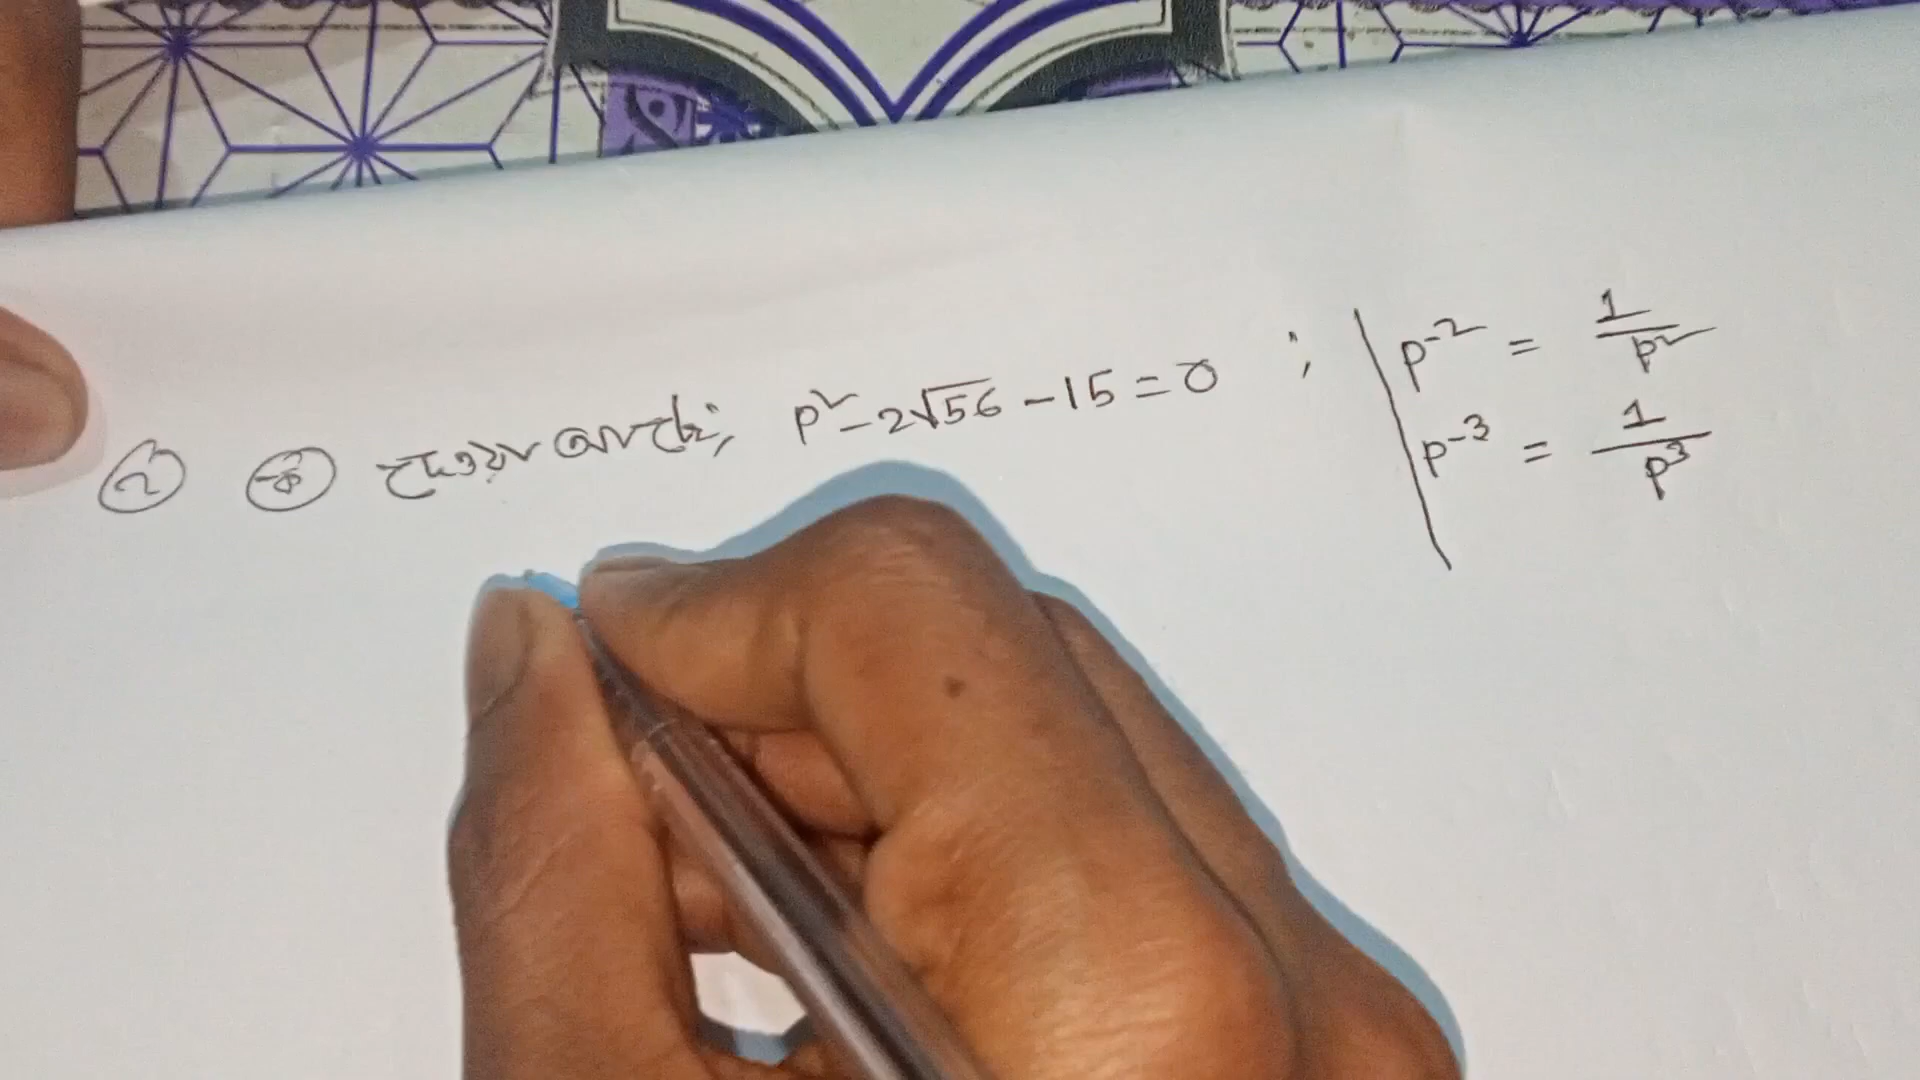 ২ ক দেওয়া আছে, p² - 2√56 - 15 = 0 ;
p⁻² = 1/p²
p⁻³ = 1/p³